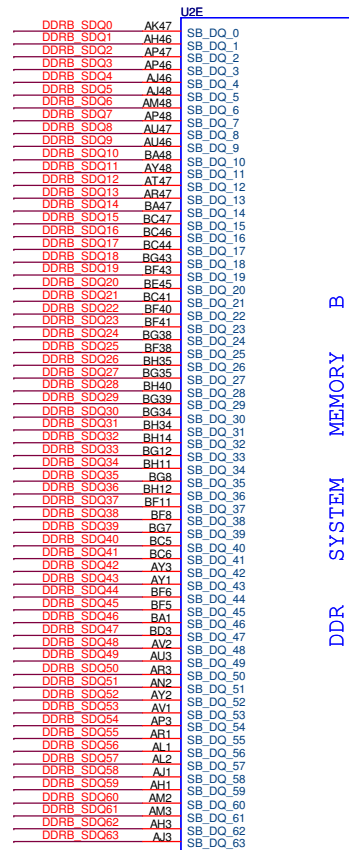 U2E
DDRB_SDQ0 AK47 SB_DQ_0
DDRB_SDQ1 AH46 SB_DQ_1
DDRB_SDQ2 AP47 SB_DQ_2
DDRB_SDQ3 AP46 SB_DQ_3
DDRB_SDQ4 AJ46 SB_DQ_4
DDRB_SDQ5 AJ48 SB_DQ_5
DDRB_SDQ6 AM48 SB_DQ_6
DDRB_SDQ7 AP48 SB_DQ_7
DDRB_SDQ8 AU47 SB_DQ_8
DDRB_SDQ9 AU46 SB_DQ_9
DDRB_SDQ10 BA48 SB_DQ_10
DDRB_SDQ11 AY48 SB_DQ_11
DDRB_SDQ12 AT47 SB_DQ_12
DDRB_SDQ13 AR47 SB_DQ_13
DDRB_SDQ14 BA47 SB_DQ_14
DDRB_SDQ15 BC47 SB_DQ_15
DDRB_SDQ16 BC46 SB_DQ_16
DDRB_SDQ17 BC44 SB_DQ_17
DDRB_SDQ18 BG43 SB_DQ_18
DDRB_SDQ19 BF43 SB_DQ_19
DDRB_SDQ20 BE45 SB_DQ_20
DDRB_SDQ21 BC41 SB_DQ_21
DDRB_SDQ22 BF40 SB_DQ_22
DDRB_SDQ23 BF41 SB_DQ_23
DDRB_SDQ24 BG38 SB_DQ_24
DDRB_SDQ25 BF38 SB_DQ_25
DDRB_SDQ26 BH35 SB_DQ_26
DDRB_SDQ27 BG35 SB_DQ_27
DDRB_SDQ28 BH40 SB_DQ_28
DDRB_SDQ29 BG39 SB_DQ_29
DDRB_SDQ30 BG34 SB_DQ_30
DDRB_SDQ31 BH34 SB_DQ_31
DDRB_SDQ32 BH14 SB_DQ_32
DDRB_SDQ33 BG12 SB_DQ_33
DDRB_SDQ34 BH11 SB_DQ_34
DDRB_SDQ35 BG8 SB_DQ_35
DDRB_SDQ36 BH12 SB_DQ_36
DDRB_SDQ37 BF11 SB_DQ_37
DDRB_SDQ38 BF8 SB_DQ_38
DDRB_SDQ39 BG7 SB_DQ_39
DDRB_SDQ40 BC5 SB_DQ_40
DDRB_SDQ41 BC6 SB_DQ_41
DDRB_SDQ42 AY3 SB_DQ_42
DDRB_SDQ43 AY1 SB_DQ_43
DDRB_SDQ44 BF6 SB_DQ_44
DDRB_SDQ45 BF5 SB_DQ_45
DDRB_SDQ46 BA1 SB_DQ_46
DDRB_SDQ47 BD3 SB_DQ_47
DDRB_SDQ48 AV2 SB_DQ_48
DDRB_SDQ49 AU3 SB_DQ_49
DDRB_SDQ50 AR3 SB_DQ_50
DDRB_SDQ51 AN2 SB_DQ_51
DDRB_SDQ52 AY2 SB_DQ_52
DDRB_SDQ53 AV1 SB_DQ_53
DDRB_SDQ54 AP3 SB_DQ_54
DDRB_SDQ55 AR1 SB_DQ_55
DDRB_SDQ56 AL1 SB_DQ_56
DDRB_SDQ57 AL2 SB_DQ_57
DDRB_SDQ58 AJ1 SB_DQ_58
DDRB_SDQ59 AH1 SB_DQ_59
DDRB_SDQ60 AM2 SB_DQ_60
DDRB_SDQ61 AM3 SB_DQ_61
DDRB_SDQ62 AH3 SB_DQ_62
DDRB_SDQ63 AJ3 SB_DQ_63
DDR SYSTEM MEMORY B